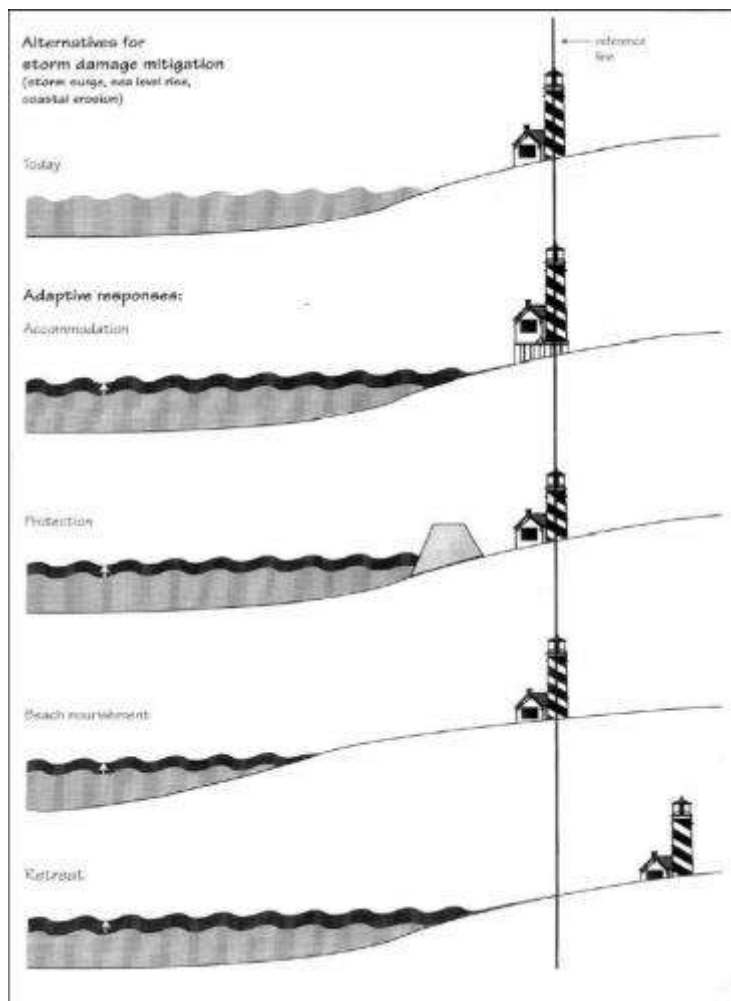 Alternatives for
storm damage mitigation
(storm surge, sea level rise,
coastal erosion)
reference
line
Today
Adaptive responses:
Accommodation
Protection
Beach nourishment
Retreat